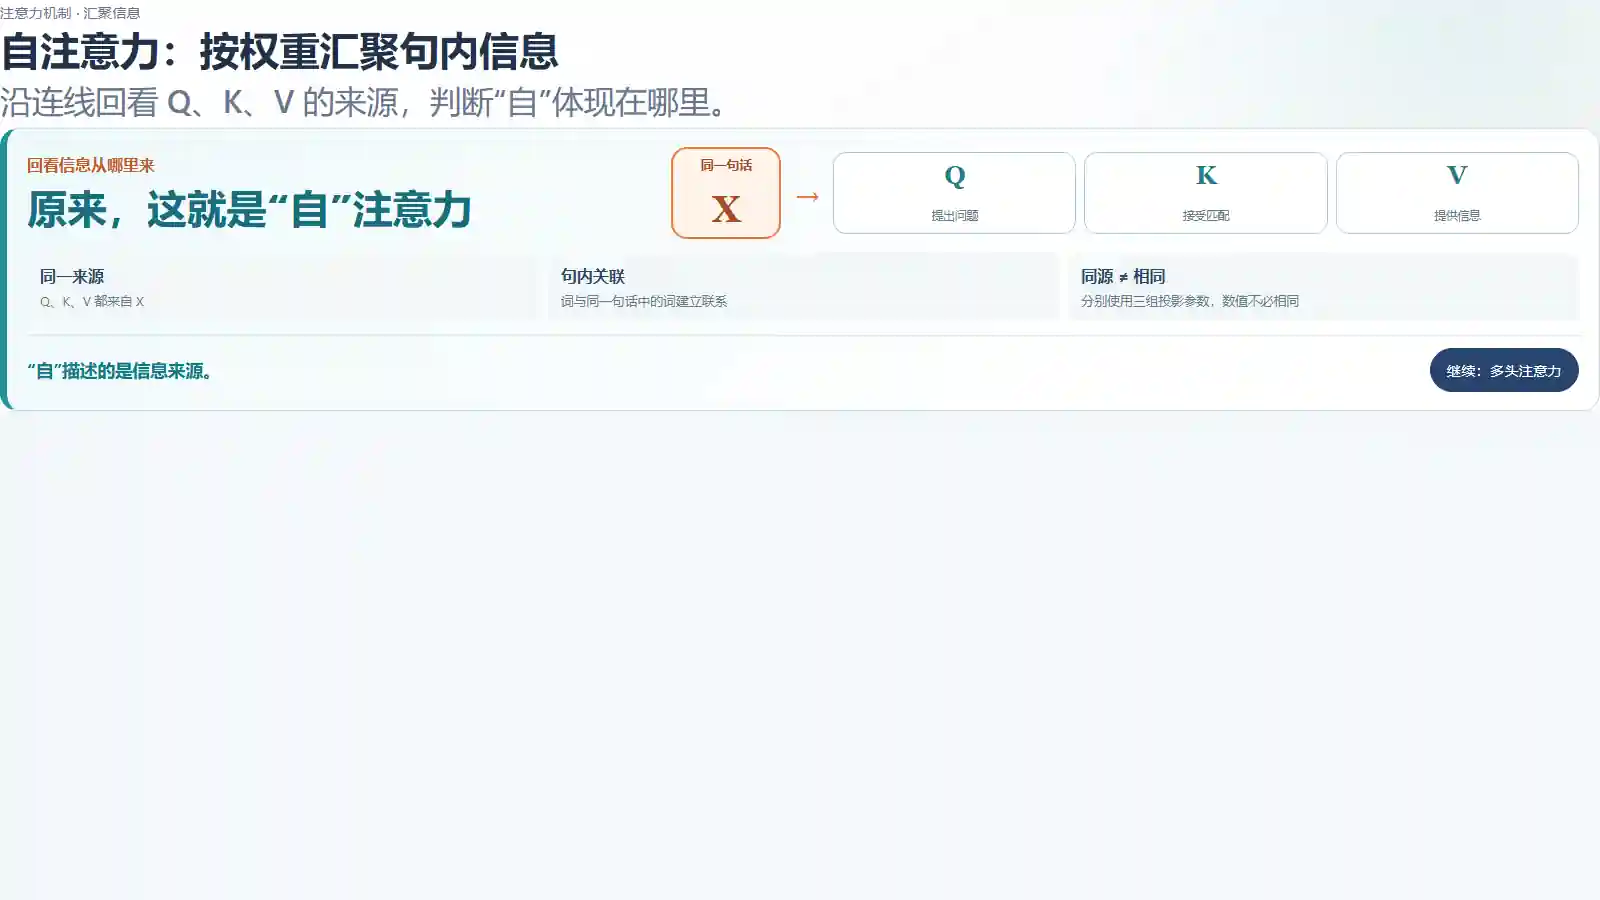 注意力机制 · 汇聚信息
自注意力：按权重汇聚句内信息
沿连线回看 Q、K、V 的来源，判断“自”体现在哪里。
回看信息从哪里来
原来，这就是“自”注意力
同一句话
X
→
Q
提出问题
K
接受匹配
V
提供信息
同一来源
Q、K、V 都来自 X
句内关联
词与同一句话中的词建立联系
同源 ≠ 相同
分别使用三组投影参数，数值不必相同
“自”描述的是信息来源。
继续：多头注意力